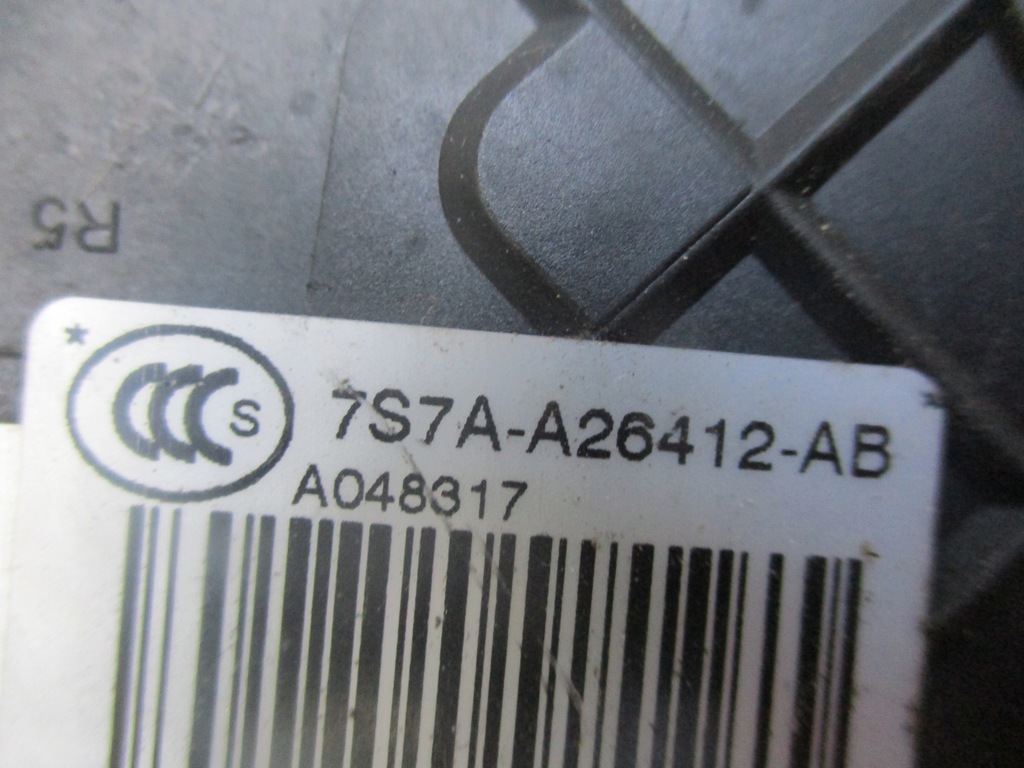 R5
* CCC S *
7S7A-A26412-AB
A048317